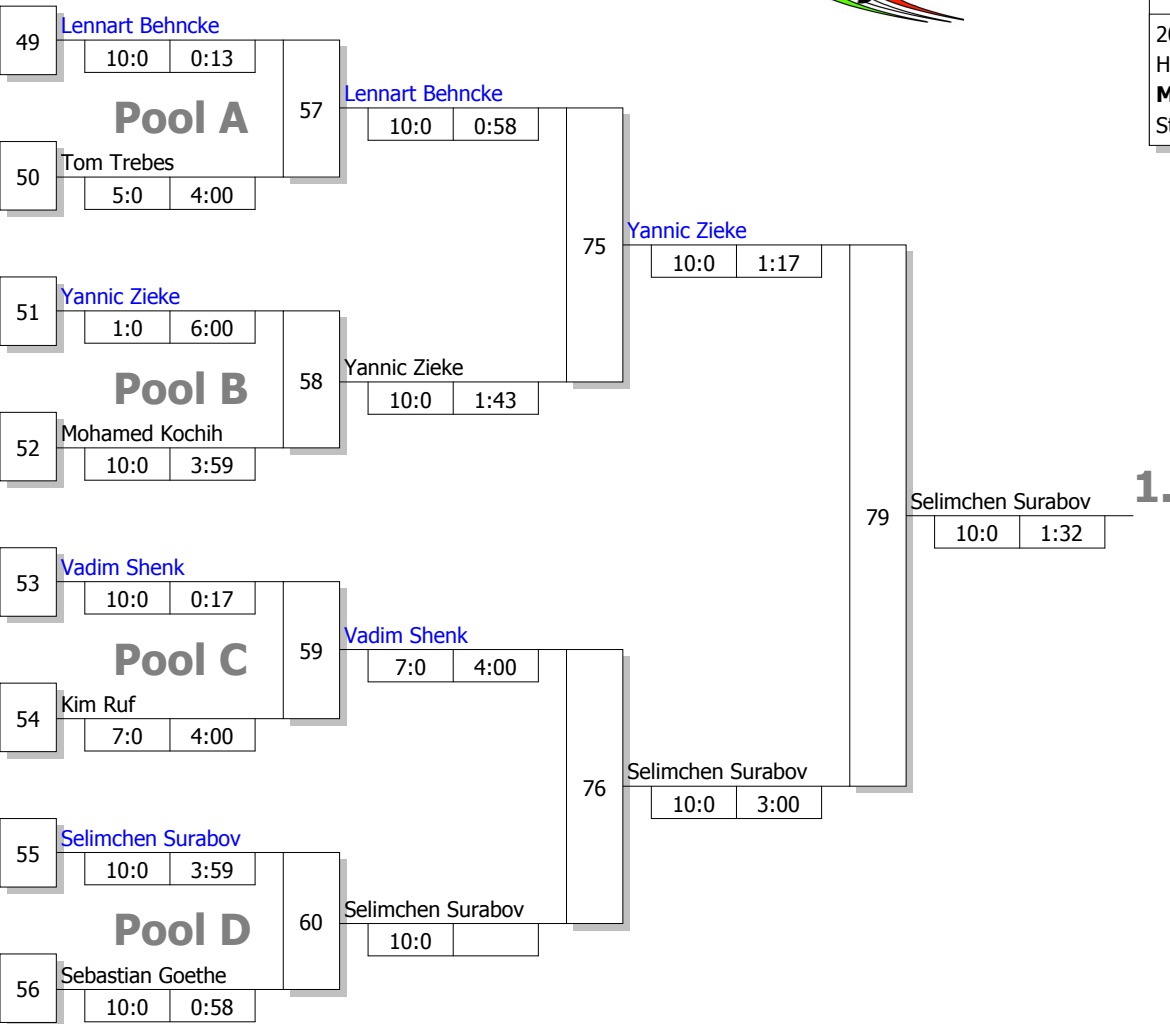 49
Lennart Behncke
10:0 0:13
Pool A
57
Lennart Behncke
10:0 0:58
50
Tom Trebes
5:0 4:00
75
Yannic Zieke
10:0 1:17
51
Yannic Zieke
1:0 6:00
Pool B
58
Yannic Zieke
10:0 1:43
52
Mohamed Kochih
10:0 3:59
79
Selimchen Surabov
10:0 1:32
1.
53
Vadim Shenk
10:0 0:17
Pool C
59
Vadim Shenk
7:0 4:00
54
Kim Ruf
7:0 4:00
76
Selimchen Surabov
10:0 3:00
55
Selimchen Surabov
10:0 3:59
Pool D
60
Selimchen Surabov
10:0
56
Sebastian Goethe
10:0 0:58